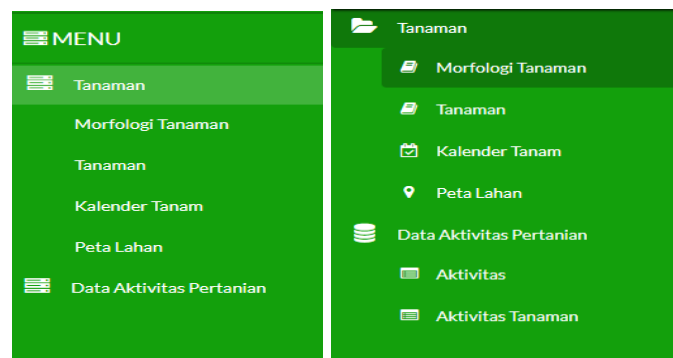 MENU
Tanaman
Morfologi Tanaman
Tanaman
Kalender Tanam
Peta Lahan
Data Aktivitas Pertanian
Tanaman
Morfologi Tanaman
Tanaman
Kalender Tanam
Peta Lahan
Data Aktivitas Pertanian
Aktivitas
Aktivitas Tanaman